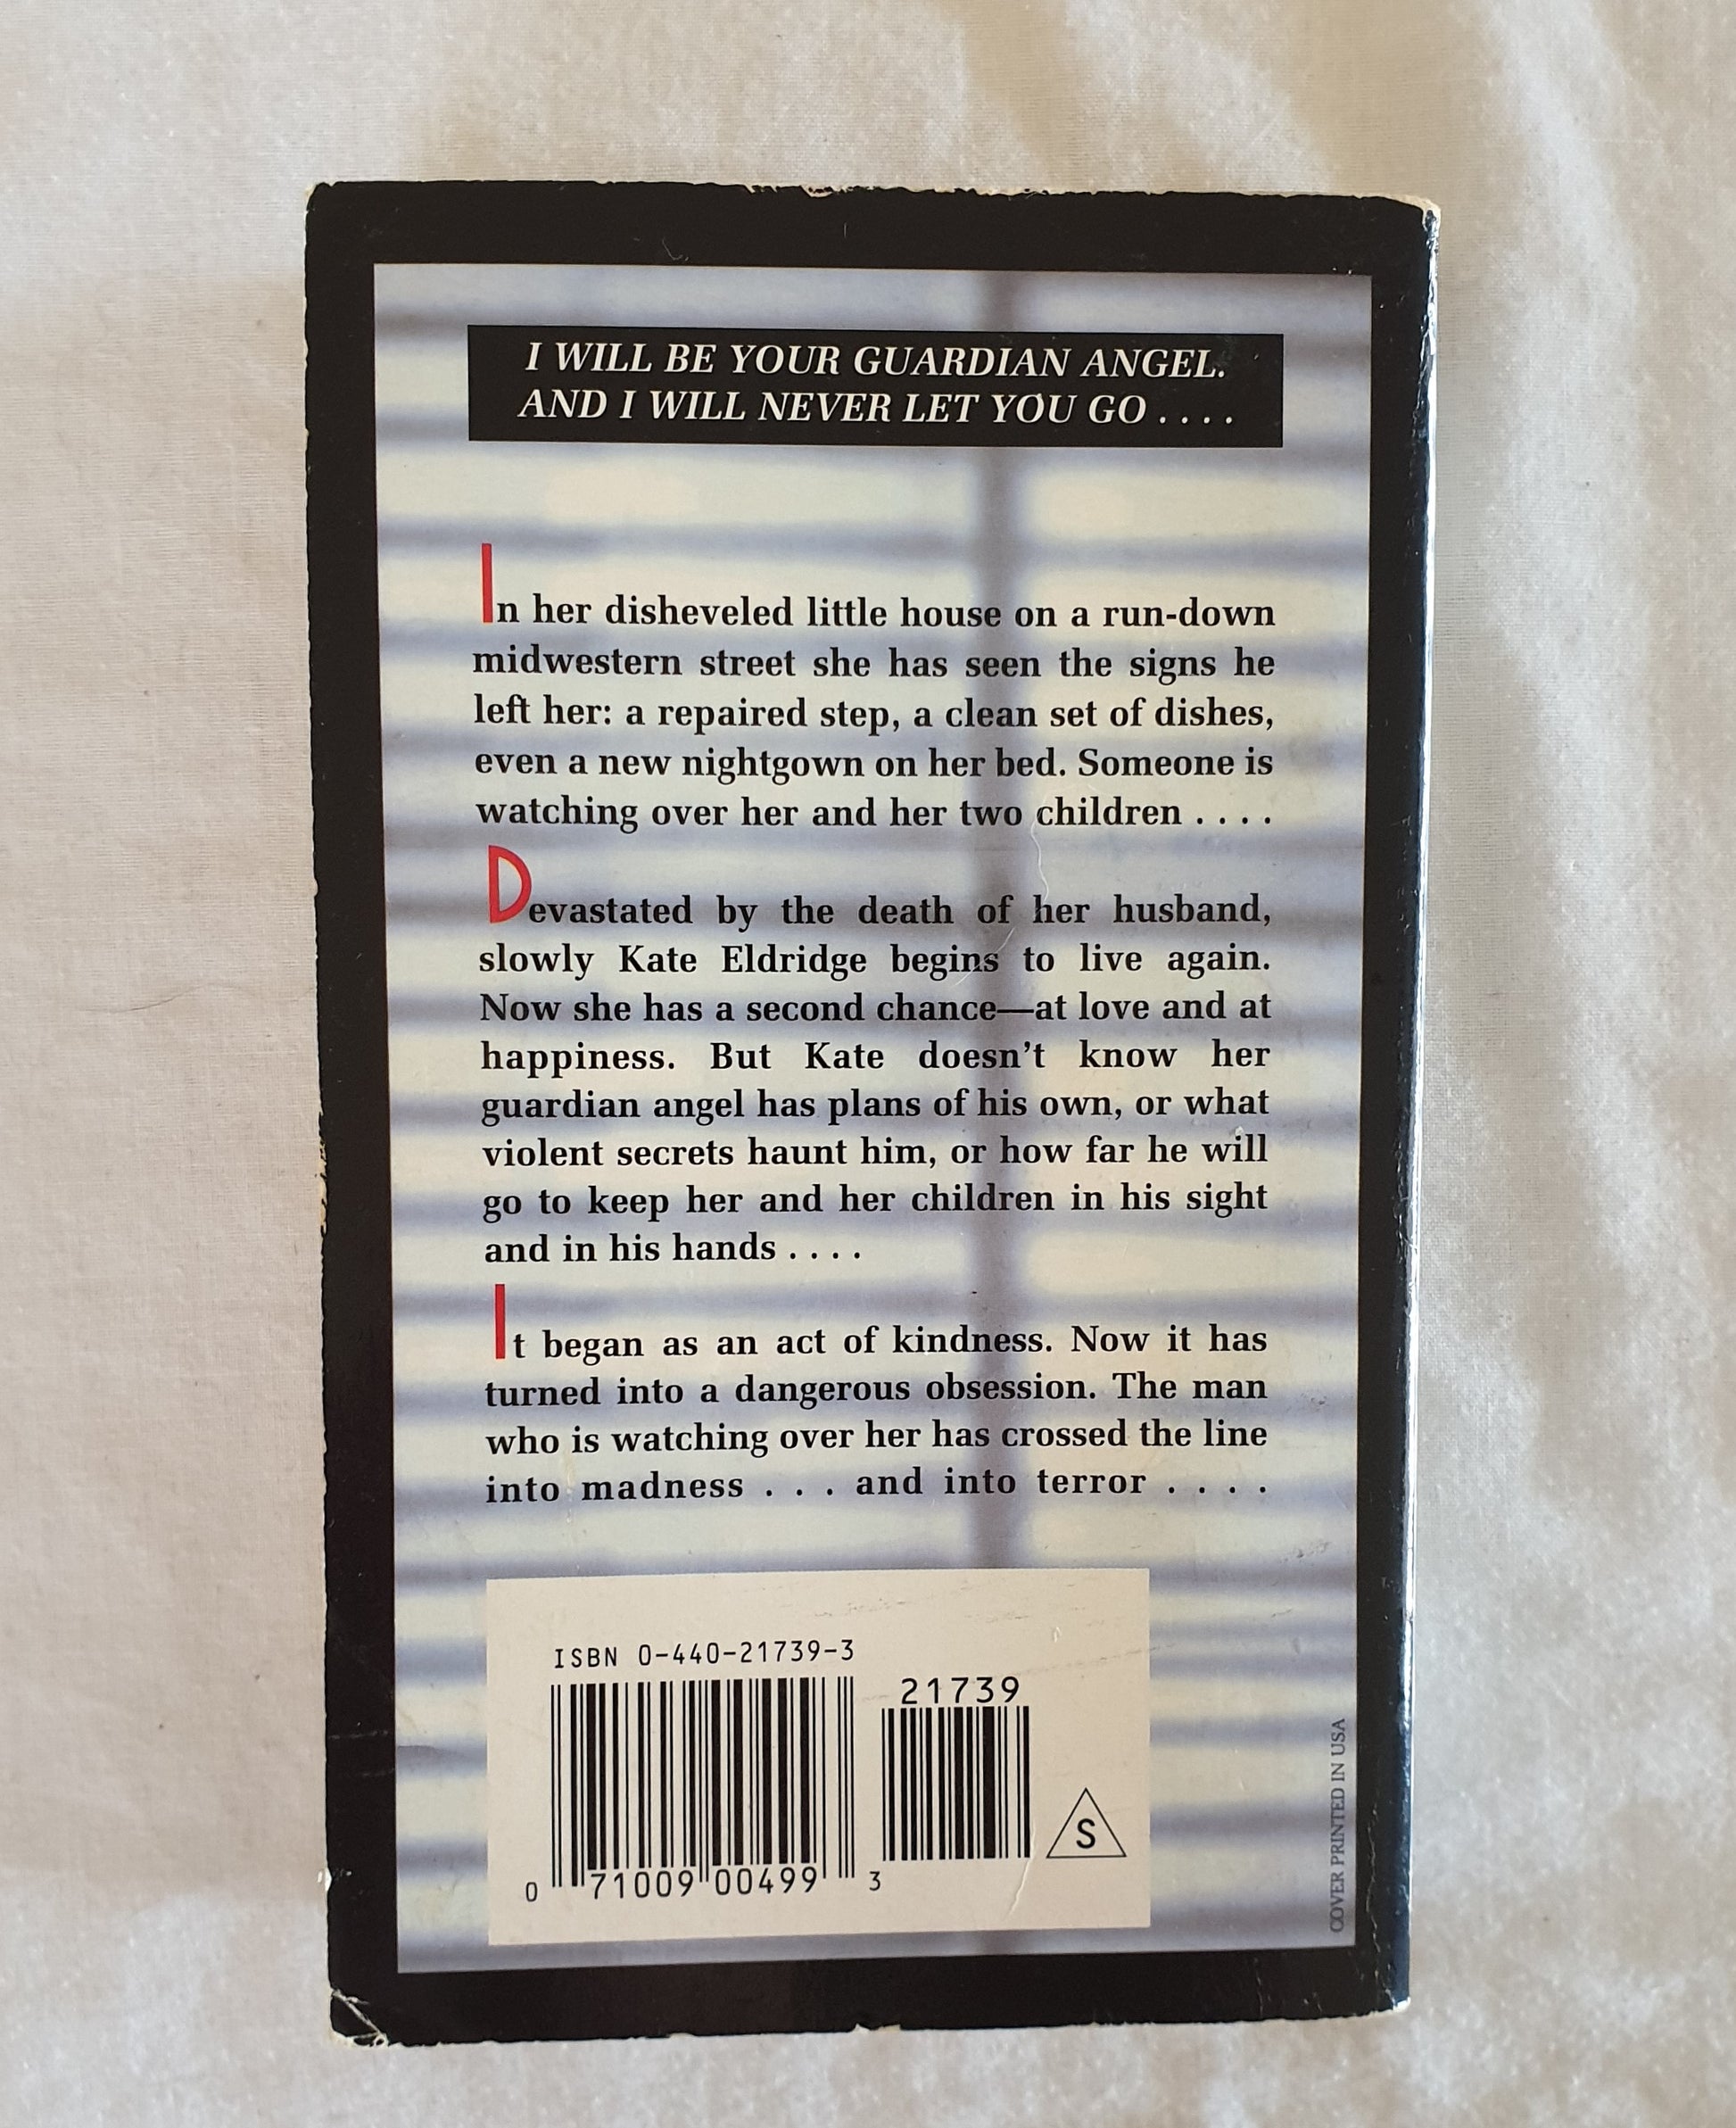 I WILL BE YOUR GUARDIAN ANGEL.
AND I WILL NEVER LET YOU GO . . . .
In her disheveled little house on a run-down
midwestern street she has seen the signs he
left her: a repaired step, a clean set of dishes,
even a new nightgown on her bed. Someone is
watching over her and her two children . . . .
Devastated by the death of her husband,
slowly Kate Eldridge begins to live again.
Now she has a second chance—at love and at
happiness. But Kate doesn't know her
guardian angel has plans of his own, or what
violent secrets haunt him, or how far he will
go to keep her and her children in his sight
and in his hands . . . .
It began as an act of kindness. Now it has
turned into a dangerous obsession. The man
who is watching over her has crossed the line
into madness . . . and into terror . . . .
ISBN 0-440-21739-3
21739
0 71009 00499 3
S
COVER PRINTED IN USA